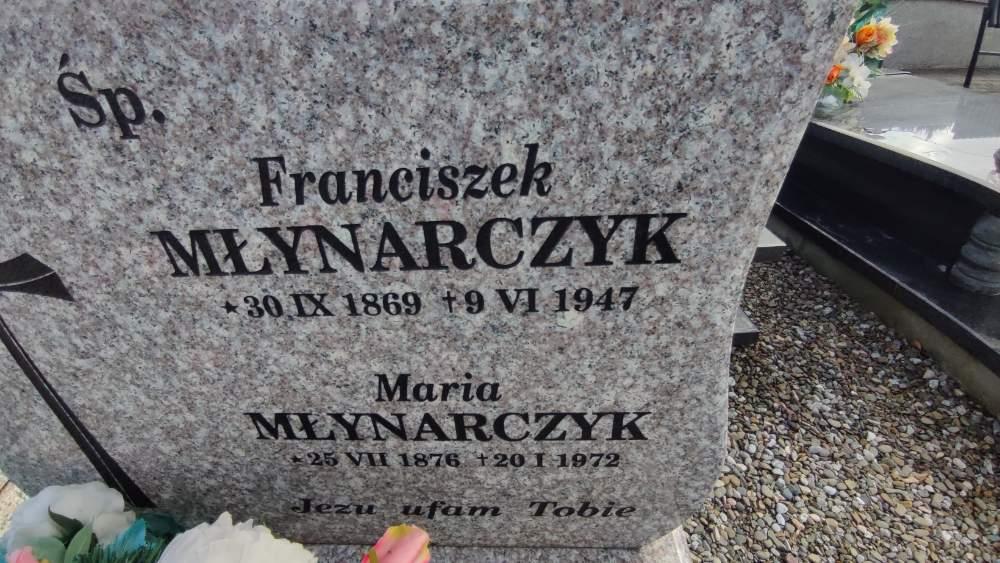 Śp.
Franciszek
MŁYNARCZYK
⋆30 IX 1869 †9 VI 1947
Maria
MŁYNARCZYK
⋆25 VII 1876 †20 I 1972
Jezu ufam Tobie